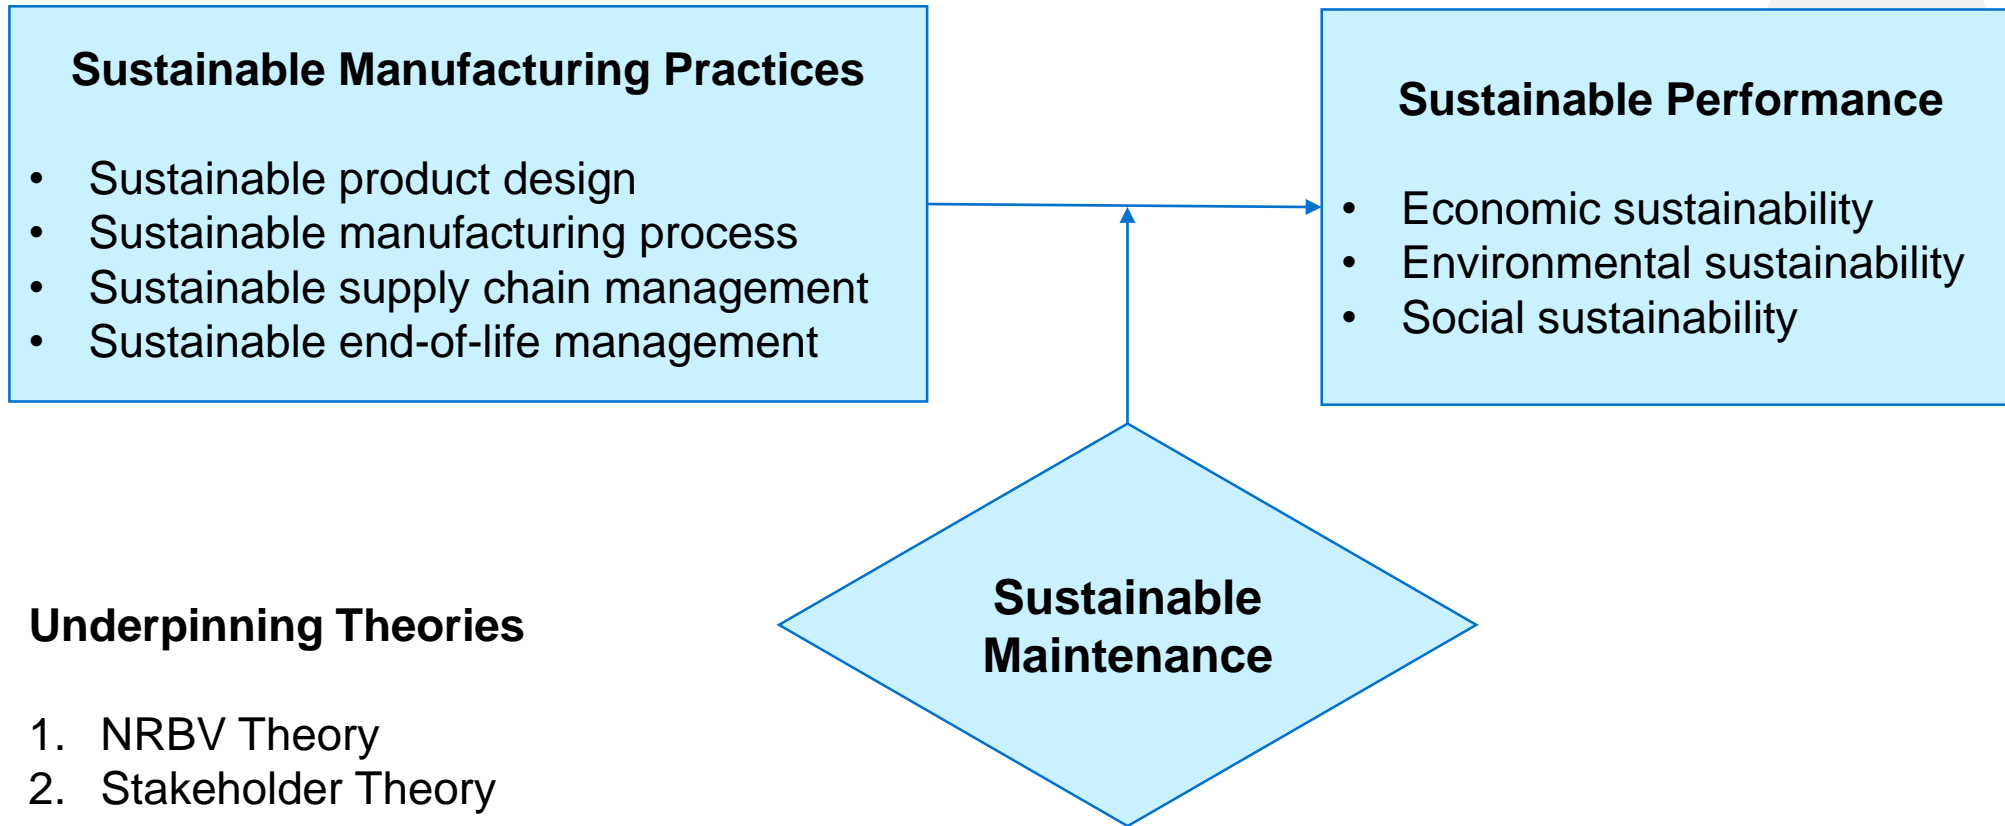 Sustainable Manufacturing Practices
• Sustainable product design
• Sustainable manufacturing process
• Sustainable supply chain management
• Sustainable end-of-life management
Sustainable Performance
• Economic sustainability
• Environmental sustainability
• Social sustainability
Sustainable
Maintenance
Underpinning Theories
1. NRBV Theory
2. Stakeholder Theory